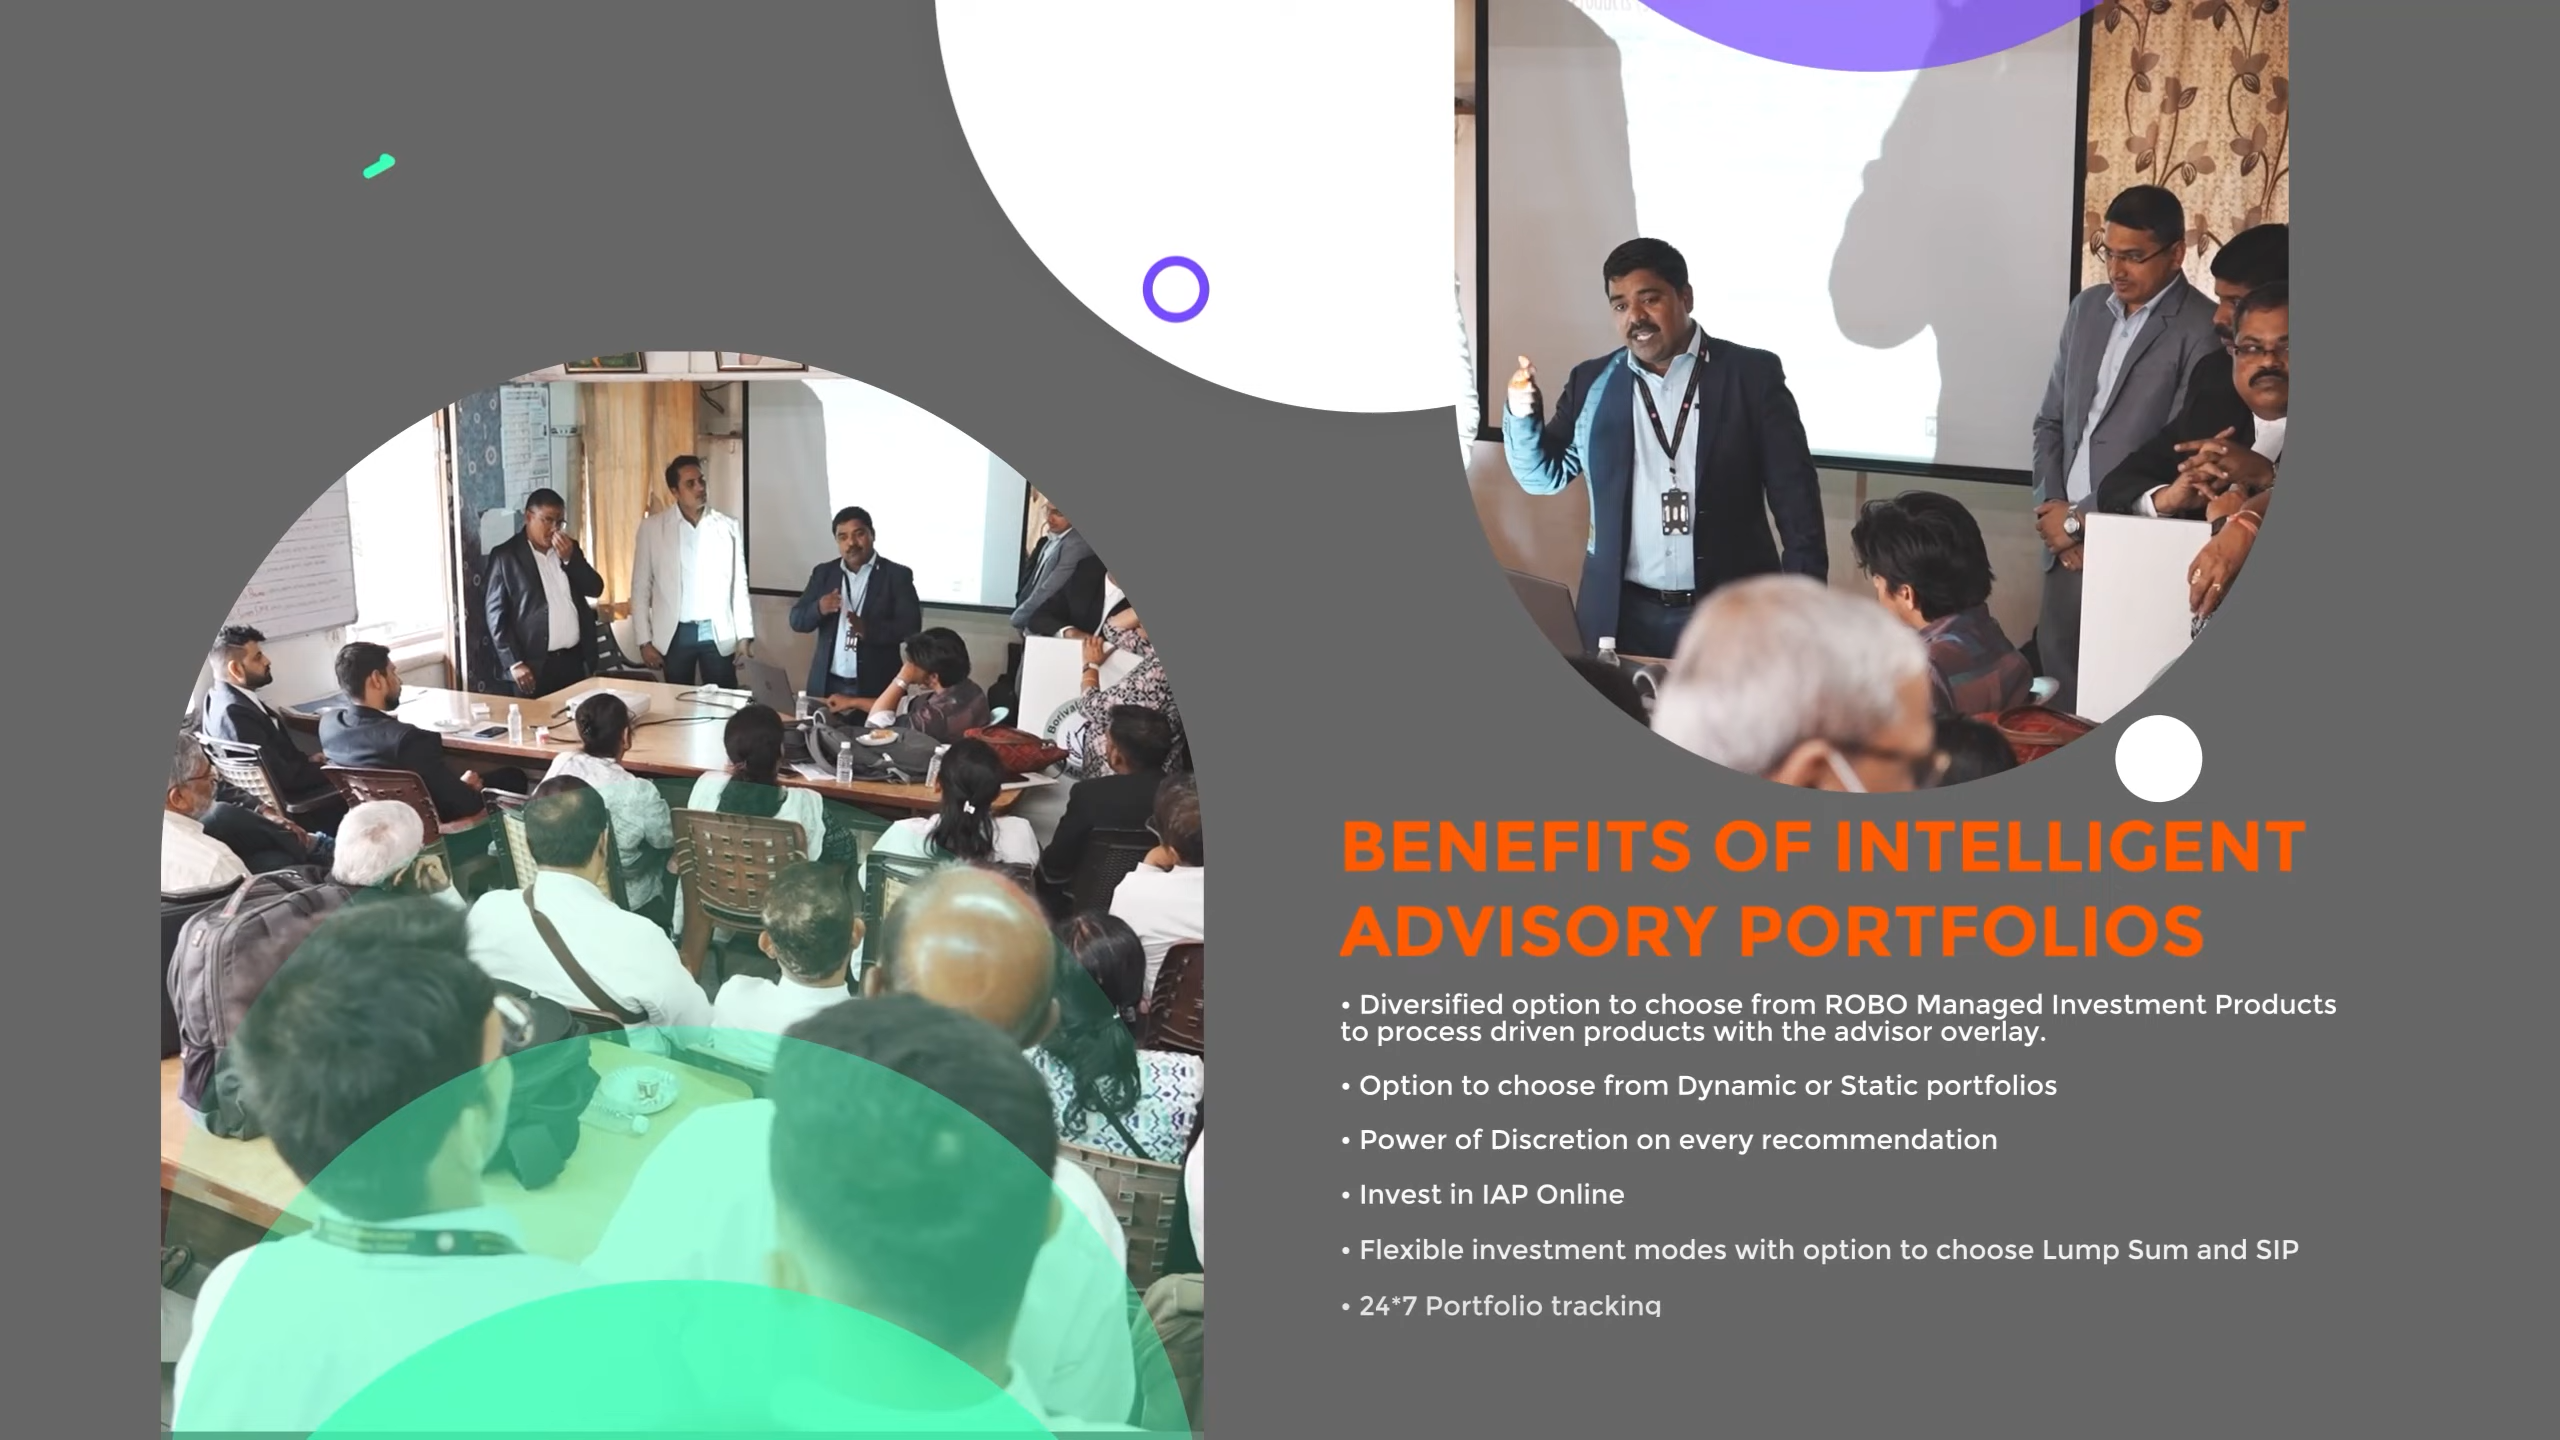 BENEFITS OF INTELLIGENT
ADVISORY PORTFOLIOS
• Diversified option to choose from ROBO Managed Investment Products
to process driven products with the advisor overlay.
• Option to choose from Dynamic or Static portfolios
• Power of Discretion on every recommendation
• Invest in IAP Online
• Flexible investment modes with option to choose Lump Sum and SIP
• 24*7 Portfolio tracking